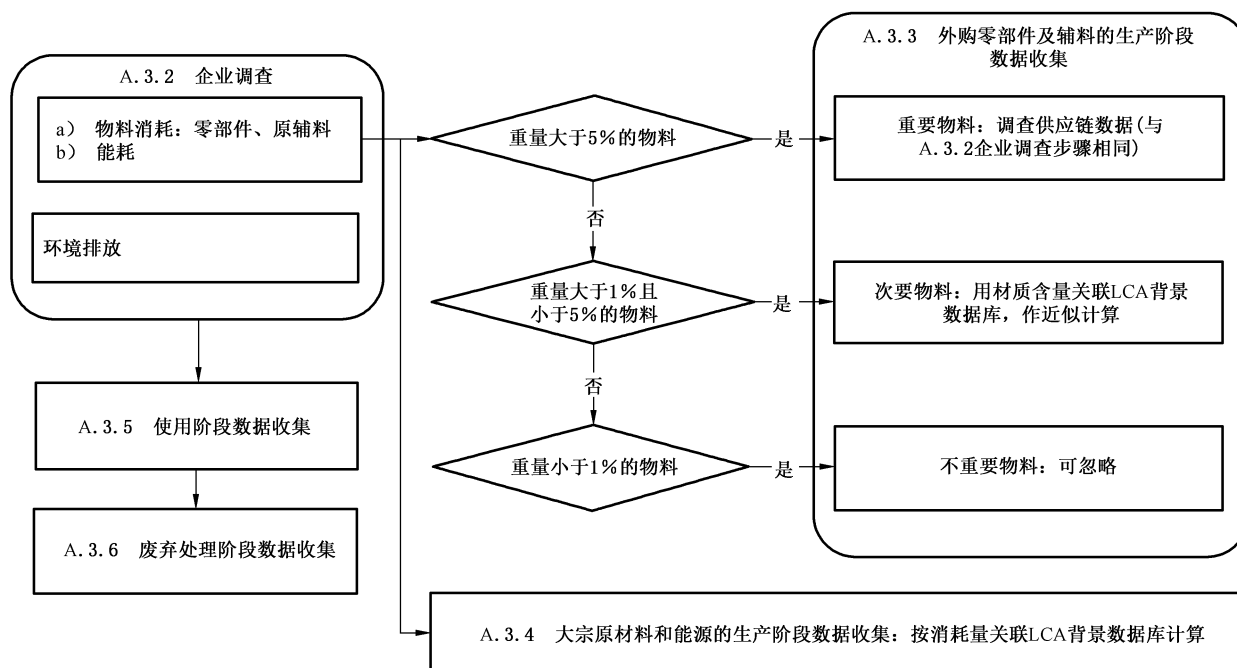 A.3.2 企业调查
a) 物料消耗：零部件、原辅料
b) 能耗
环境排放
A.3.5 使用阶段数据收集
A.3.6 废弃处理阶段数据收集
重量大于5%的物料
是
否
重量大于1%且
小于5%的物料
是
否
重量小于1%的物料
是
A.3.3 外购零部件及辅料的生产阶段
数据收集
重要物料：调查供应链数据(与
A.3.2企业调查步骤相同)
次要物料：用材质含量关联LCA背景
数据库，作近似计算
不重要物料：可忽略
A.3.4 大宗原材料和能源的生产阶段数据收集：按消耗量关联LCA背景数据库计算